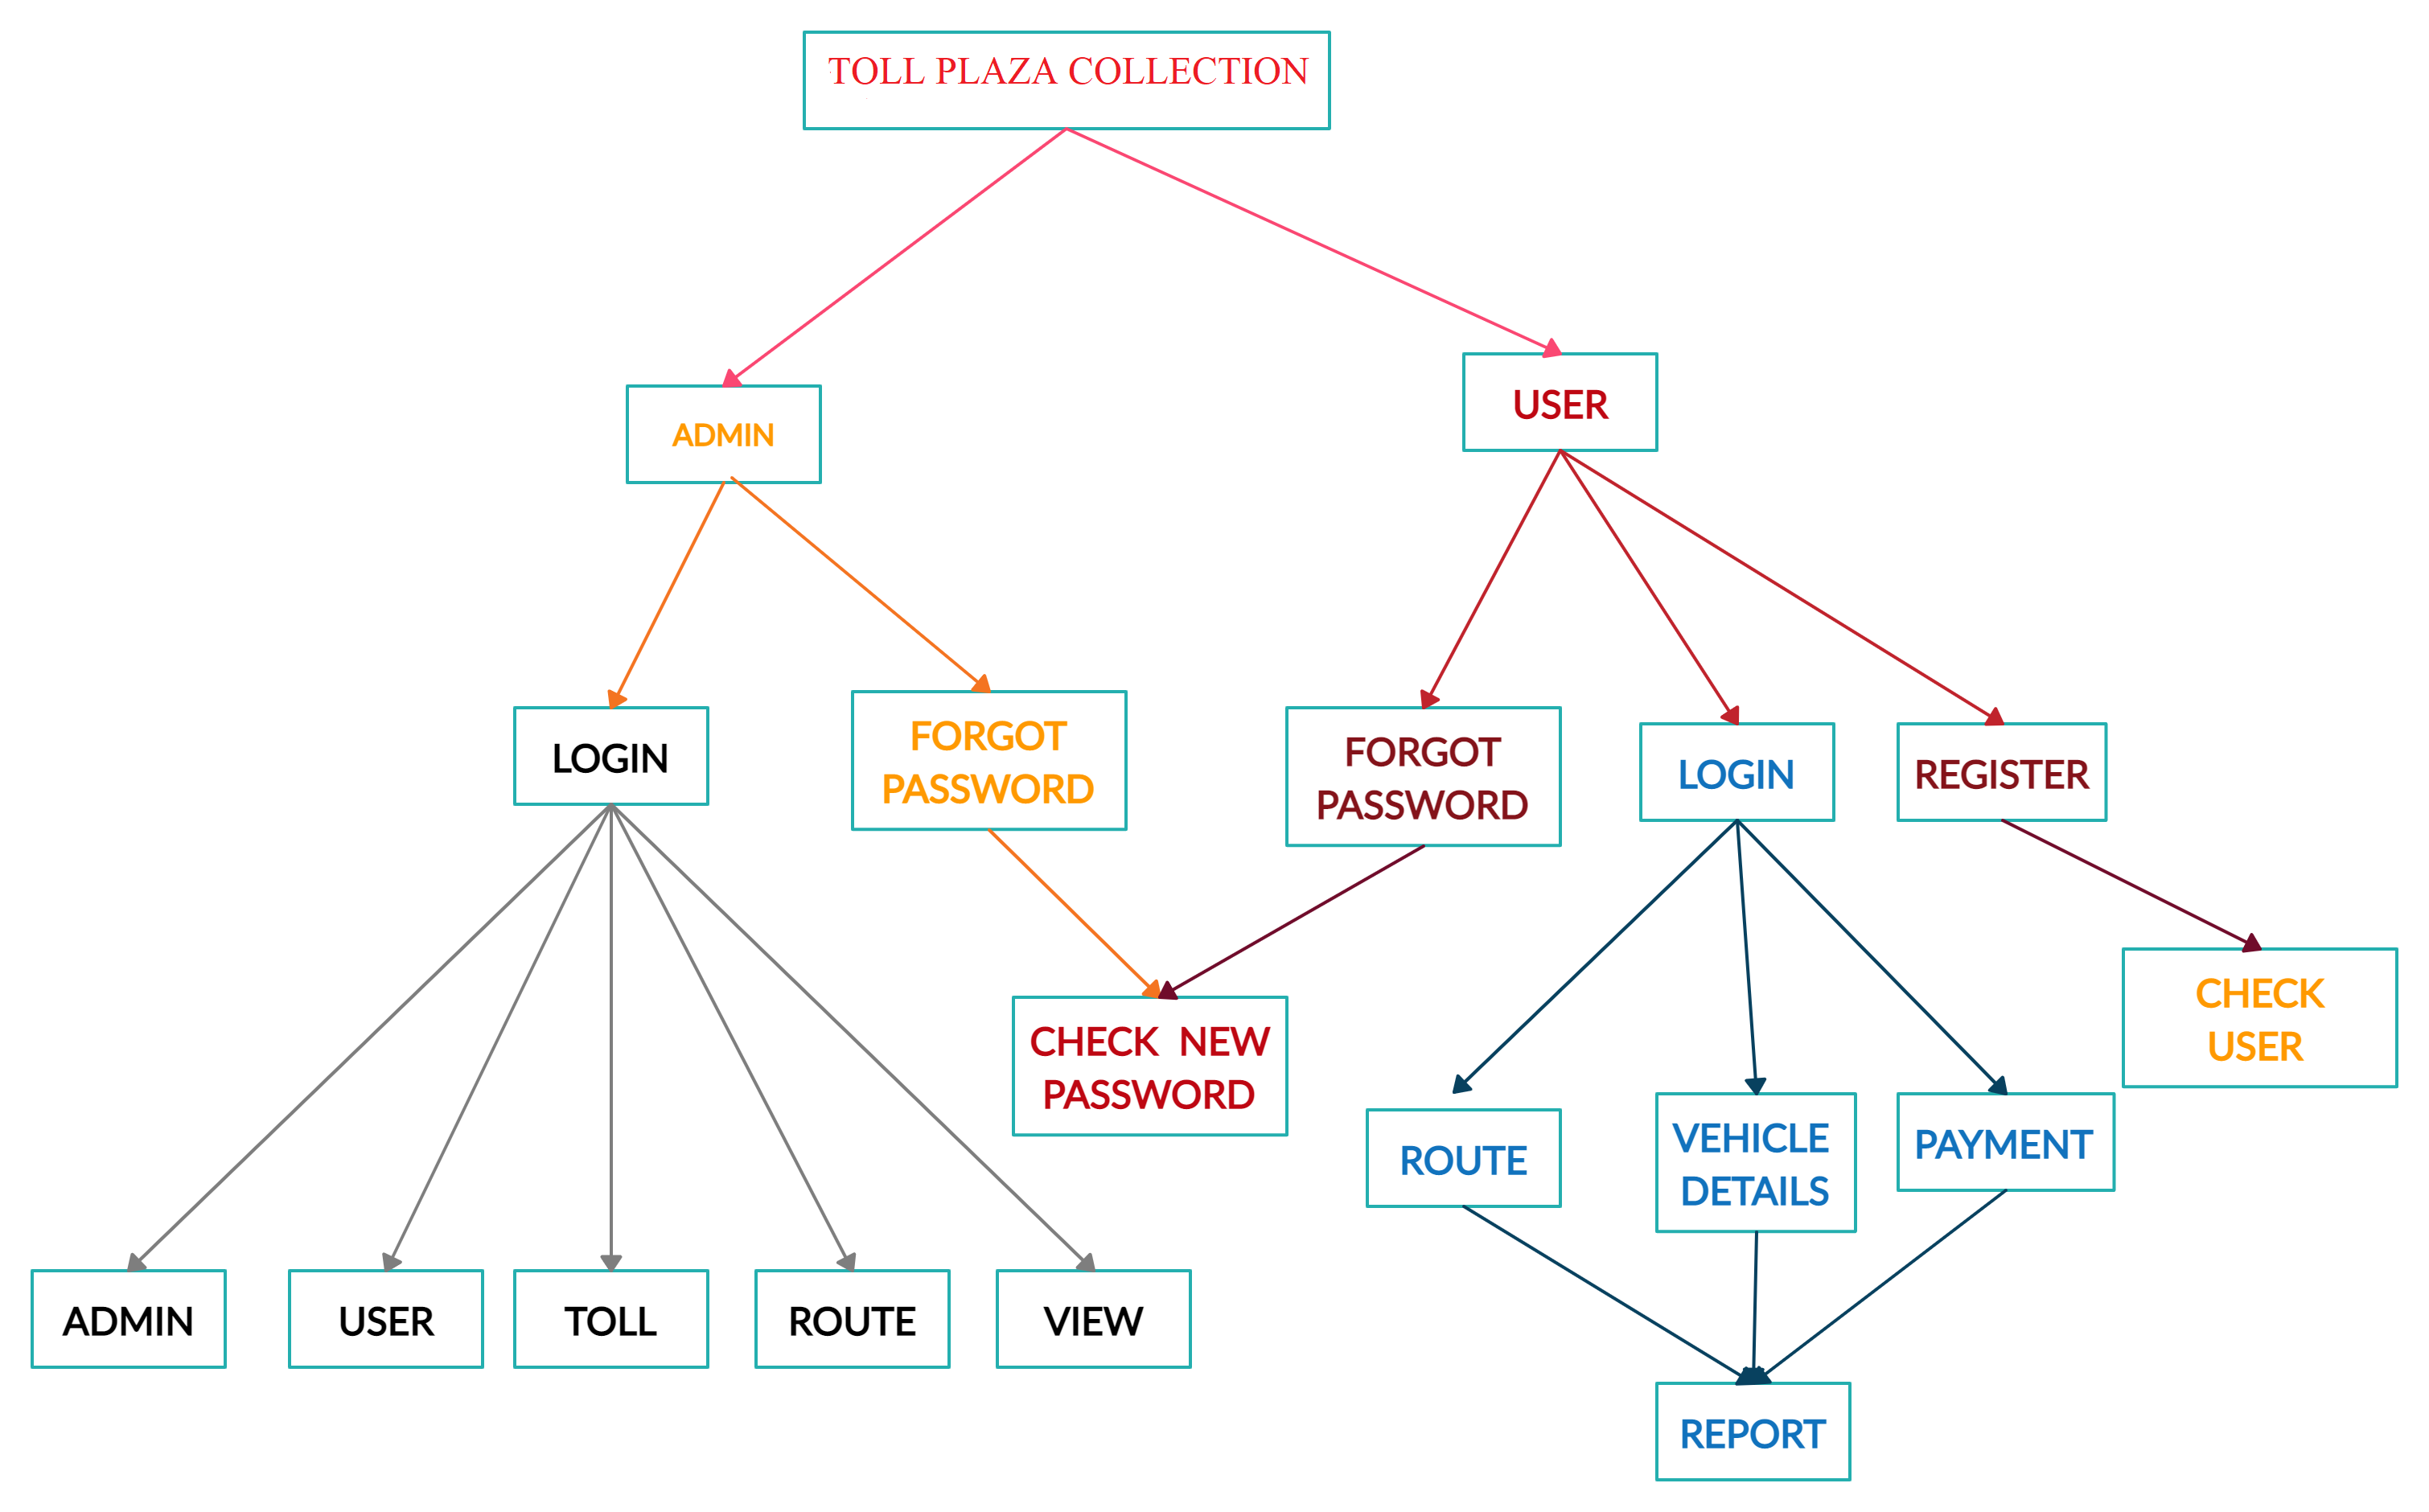 TOLL PLAZA COLLECTION
ADMIN
USER
LOGIN
FORGOT
PASSWORD
FORGOT
PASSWORD
LOGIN
REGISTER
CHECK NEW
PASSWORD
CHECK
USER
ROUTE
VEHICLE
DETAILS
PAYMENT
ADMIN
USER
TOLL
ROUTE
VIEW
REPORT